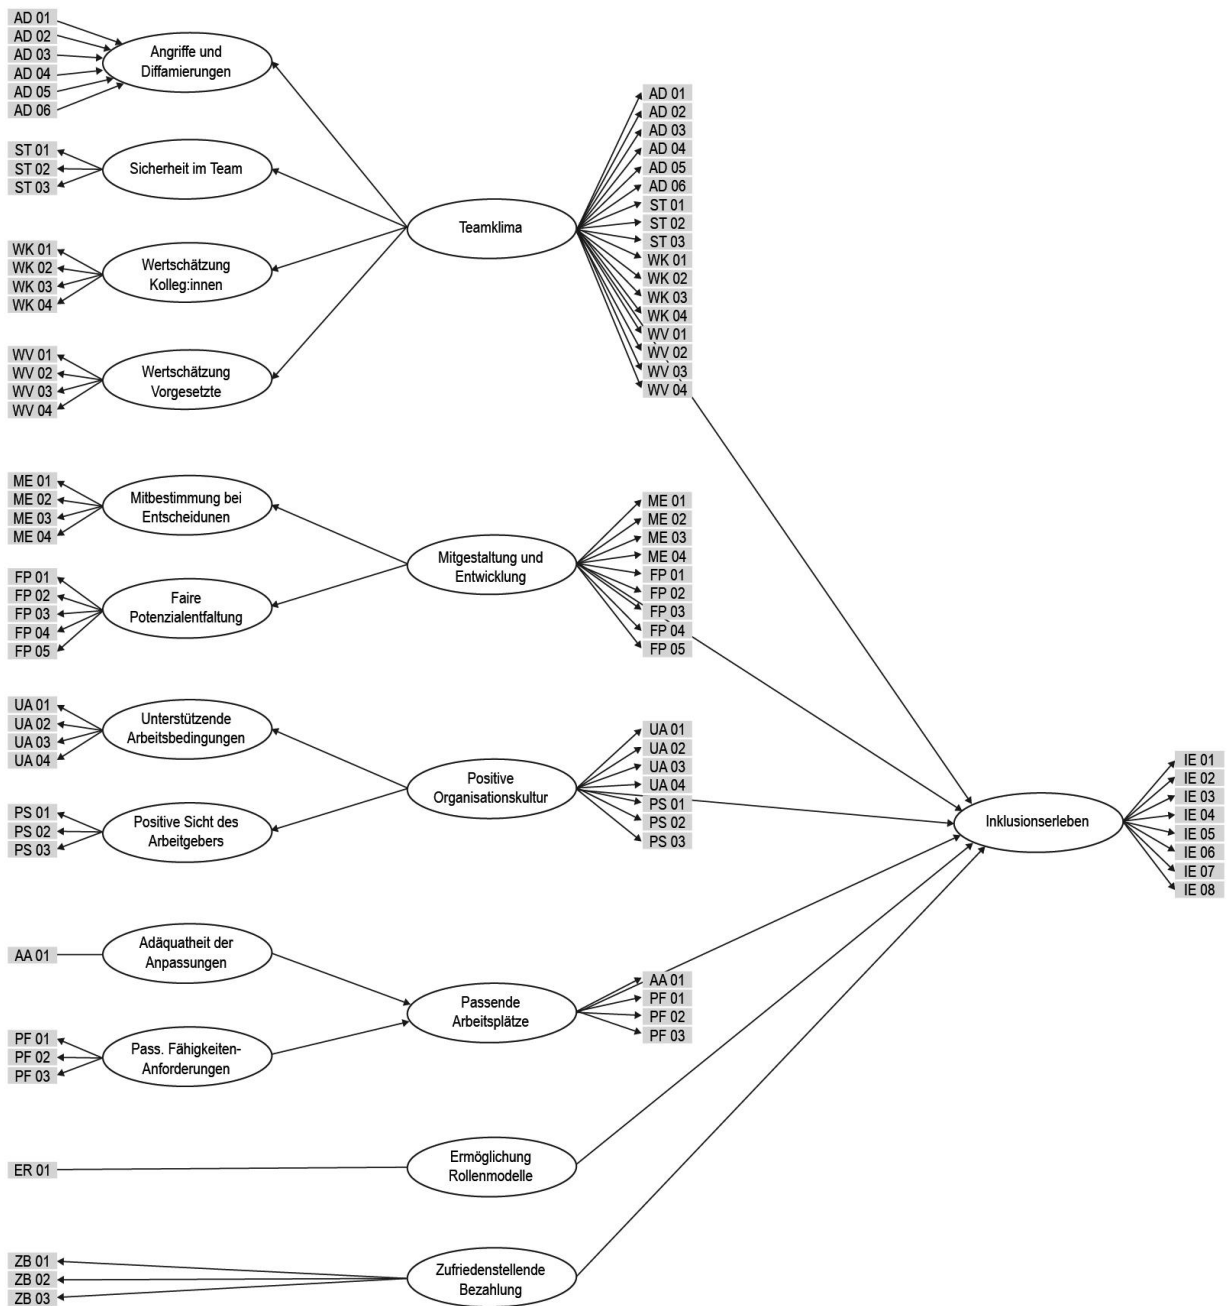 AD 01
AD 02
AD 03
AD 04
AD 05
AD 06
Angriffe und
Diffamierungen
ST 01
ST 02
ST 03
Sicherheit im Team
WK 01
WK 02
WK 03
WK 04
Wertschätzung
Kolleg:innen
WV 01
WV 02
WV 03
WV 04
Wertschätzung
Vorgesetzte
Teamklima
AD 01
AD 02
AD 03
AD 04
AD 05
AD 06
ST 01
ST 02
ST 03
WK 01
WK 02
WK 03
WK 04
WV 01
WV 02
WV 03
WV 04
ME 01
ME 02
ME 03
ME 04
Mitbestimmung bei
Entscheidunen
FP 01
FP 02
FP 03
FP 04
FP 05
Faire
Potenzialentfaltung
Mitgestaltung und
Entwicklung
ME 01
ME 02
ME 03
ME 04
FP 01
FP 02
FP 03
FP 04
FP 05
UA 01
UA 02
UA 03
UA 04
Unterstützende
Arbeitsbedingungen
PS 01
PS 02
PS 03
Positive Sicht des
Arbeitgebers
Positive
Organisationskultur
UA 01
UA 02
UA 03
UA 04
PS 01
PS 02
PS 03
Inklusionserleben
IE 01
IE 02
IE 03
IE 04
IE 05
IE 06
IE 07
IE 08
AA 01
Adäquatheit der
Anpassungen
PF 01
PF 02
PF 03
Pass. Fähigkeiten-
Anforderungen
Passende
Arbeitsplätze
AA 01
PF 01
PF 02
PF 03
ER 01
Ermöglichung
Rollenmodelle
ZB 01
ZB 02
ZB 03
Zufriedenstellende
Bezahlung